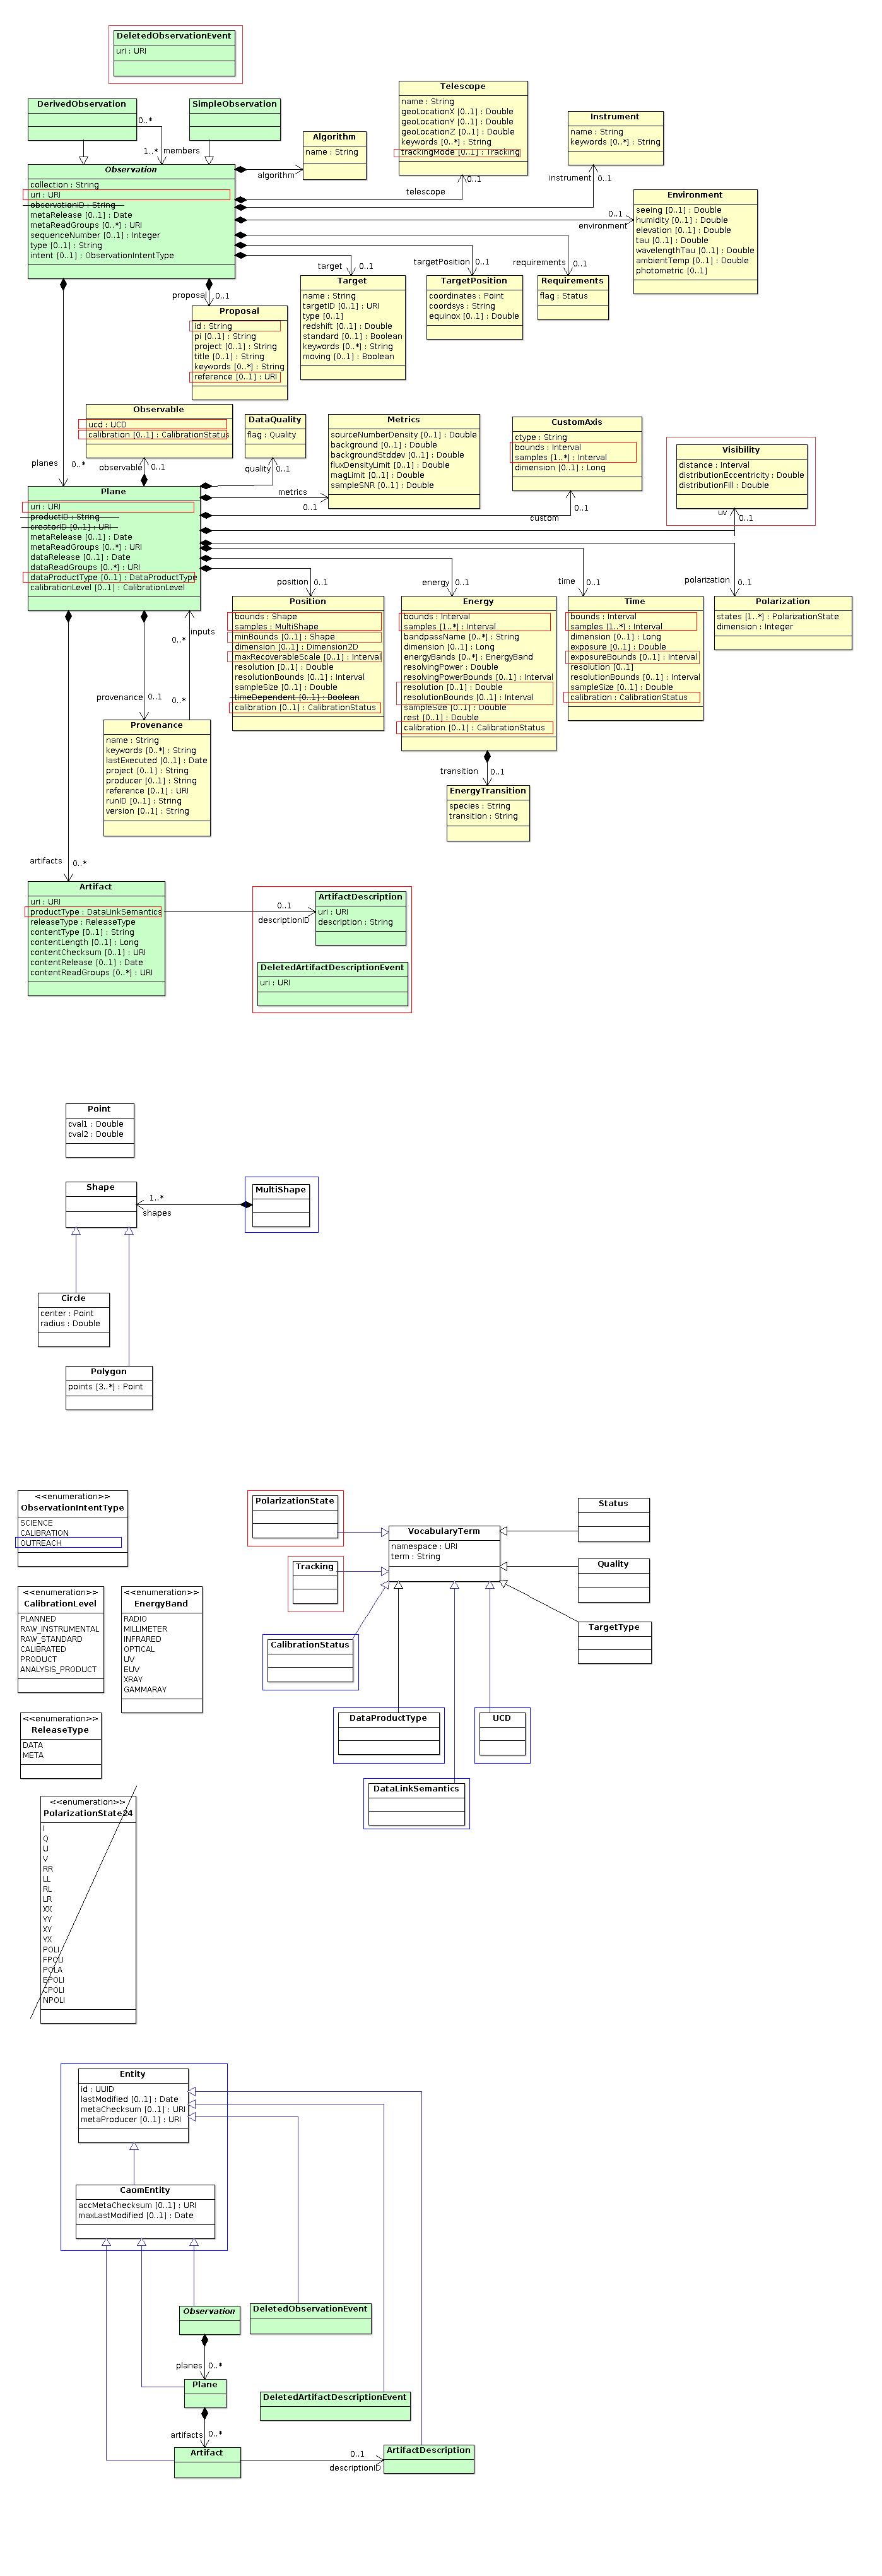 DeletedObservationEvent
uri : URI
DerivedObservation
0..*
1..*
members
SimpleObservation
Algorithm
name : String
algorithm
Telescope
name : String
geoLocationX [0..1] : Double
geoLocationY [0..1] : Double
geoLocationZ [0..1] : Double
keywords [0..*] : String
trackingMode [0..1] : Tracking
telescope
0..1
Instrument
name : String
keywords [0..*] : String
instrument
0..1
Observation
collection : String
uri : URI
observationID : String
metaRelease [0..1] : Date
metaReadGroups [0..*] : URI
sequenceNumber [0..1] : Integer
type [0..1] : String
intent [0..1] : ObservationIntentType
Environment
seeing [0..1] : Double
humidity [0..1] : Double
elevation [0..1] : Double
tau [0..1] : Double
wavelengthTau [0..1] : Double
ambientTemp [0..1] : Double
photometric [0..1]
0..1
environment
target
0..1
targetPosition
0..1
requirements
0..1
Target
name : String
targetID [0..1] : URI
type [0..1]
redshift [0..1] : Double
standard [0..1] : Boolean
keywords [0..*] : String
moving [0..1] : Boolean
TargetPosition
coordinates : Point
coordsys : String
equinox [0..1] : Double
Requirements
flag : Status
proposal
0..1
Proposal
id : String
pi [0..1] : String
project [0..1] : String
title [0..1] : String
keywords [0..*] : String
reference [0..1] : URI
Observable
ucd : UCD
calibration [0..1] : CalibrationStatus
DataQuality
flag : Quality
Metrics
sourceNumberDensity [0..1] : Double
background [0..1] : Double
backgroundStddev [0..1] : Double
fluxDensityLimit [0..1] : Double
magLimit [0..1] : Double
sampleSNR [0..1] : Double
CustomAxis
ctype : String
bounds : Interval
samples [1..*] : Interval
dimension [0..1] : Long
Visibility
distance : Interval
distributionEccentricity : Double
distributionFill : Double
planes
0..*
observable
0..1
quality
0..1
metrics
0..1
custom
0..1
uv
0..1
Plane
uri : URI
productID : String
creatorID [0..1] : URI
metaRelease [0..1] : Date
metaReadGroups [0..*] : URI
dataRelease [0..1] : Date
dataReadGroups [0..*] : URI
dataProductType [0..1] : DataProductType
calibrationLevel [0..1] : CalibrationLevel
position
0..1
energy
0..1
time
0..1
polarization
0..1
Position
bounds : Shape
samples : MultiShape
minBounds [0..1] : Shape
dimension [0..1] : Dimension2D
maxRecoverableScale [0..1] : Interval
resolution [0..1] : Double
resolutionBounds [0..1] : Interval
sampleSize [0..1] : Double
timeDependent [0..1] : Boolean
calibration [0..1] : CalibrationStatus
Energy
bounds : Interval
samples [1..*] : Interval
bandpassName [0..*] : String
dimension [0..1] : Long
energyBands [0..*] : EnergyBand
resolvingPower : Double
resolvingPowerBounds [0..1] : Interval
resolution [0..1] : Double
resolutionBounds [0..1] : Interval
sampleSize [0..1] : Double
rest [0..1] : Double
calibration [0..1] : CalibrationStatus
Time
bounds : Interval
samples [1..*] : Interval
dimension [0..1] : Long
exposure [0..1] : Double
exposureBounds [0..1] : Interval
resolution [0..1]
resolutionBounds [0..1] : Interval
sampleSize [0..1] : Double
calibration : CalibrationStatus
Polarization
states [1..*] : PolarizationState
dimension : Integer
inputs
0..*
0..*
provenance
0..1
Provenance
name : String
keywords [0..*] : String
lastExecuted [0..1] : Date
project [0..1] : String
producer [0..1] : String
reference [0..1] : URI
runID [0..1] : String
version [0..1] : String
transition
0..1
EnergyTransition
species : String
transition : String
artifacts
0..*
Artifact
uri : URI
productType : DataLinkSemantics
releaseType : ReleaseType
contentType [0..1] : String
contentLength [0..1] : Long
contentChecksum [0..1] : URI
contentRelease [0..1] : Date
contentReadGroups [0..*] : URI
0..1
descriptionID
ArtifactDescription
uri : URI
description : String
DeletedArtifactDescriptionEvent
uri : URI
Point
cval1 : Double
cval2 : Double
Shape
1..*
shapes
MultiShape
Circle
center : Point
radius : Double
Polygon
points [3..*] : Point
<<enumeration>>
ObservationIntentType
SCIENCE
CALIBRATION
OUTREACH
<<enumeration>>
CalibrationLevel
PLANNED
RAW_INSTRUMENTAL
RAW_STANDARD
CALIBRATED
PRODUCT
ANALYSIS_PRODUCT
<<enumeration>>
EnergyBand
RADIO
MILLIMETER
INFRARED
OPTICAL
UV
EUV
XRAY
GAMMARAY
<<enumeration>>
ReleaseType
DATA
META
<<enumeration>>
PolarizationState24
I
Q
U
V
RR
LL
RL
LR
XX
YY
XY
YX
POLI
FPOLI
POLA
EPOLI
CPOLI
NPOLI
PolarizationState
VocabularyTerm
namespace : URI
term : String
Status
Tracking
Quality
CalibrationStatus
TargetType
DataProductType
UCD
DataLinkSemantics
Entity
id : UUID
lastModified [0..1] : Date
metaChecksum [0..1] : URI
metaProducer [0..1] : URI
CaomEntity
accMetaChecksum [0..1] : URI
maxLastModified [0..1] : Date
Observation
DeletedObservationEvent
planes
0..*
Plane
DeletedArtifactDescriptionEvent
artifacts
0..*
Artifact
0..1
descriptionID
ArtifactDescription